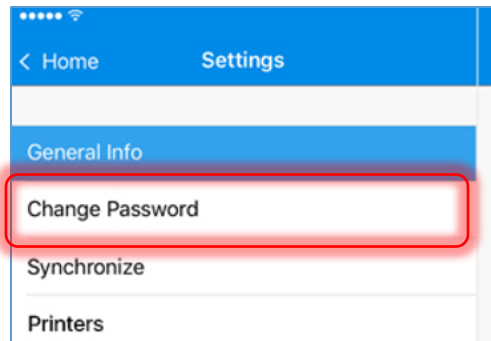 < Home Settings
General Info
Change Password
Synchronize
Printers